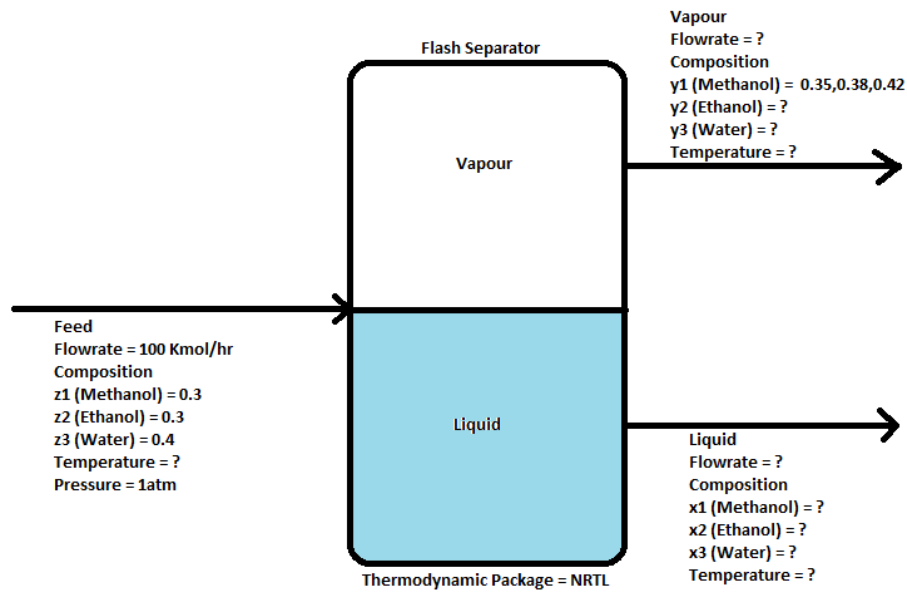 Flash Separator
Vapour
Vapour
Flowrate = ?
Composition
y1 (Methanol) = 0.35,0.38,0.42
y2 (Ethanol) = ?
y3 (Water) = ?
Temperature = ?
Feed
Flowrate = 100 Kmol/hr
Composition
z1 (Methanol) = 0.3
z2 (Ethanol) = 0.3
z3 (Water) = 0.4
Temperature = ?
Pressure = 1atm
Liquid
Liquid
Flowrate = ?
Composition
x1 (Methanol) = ?
x2 (Ethanol) = ?
x3 (Water) = ?
Temperature = ?
Thermodynamic Package = NRTL